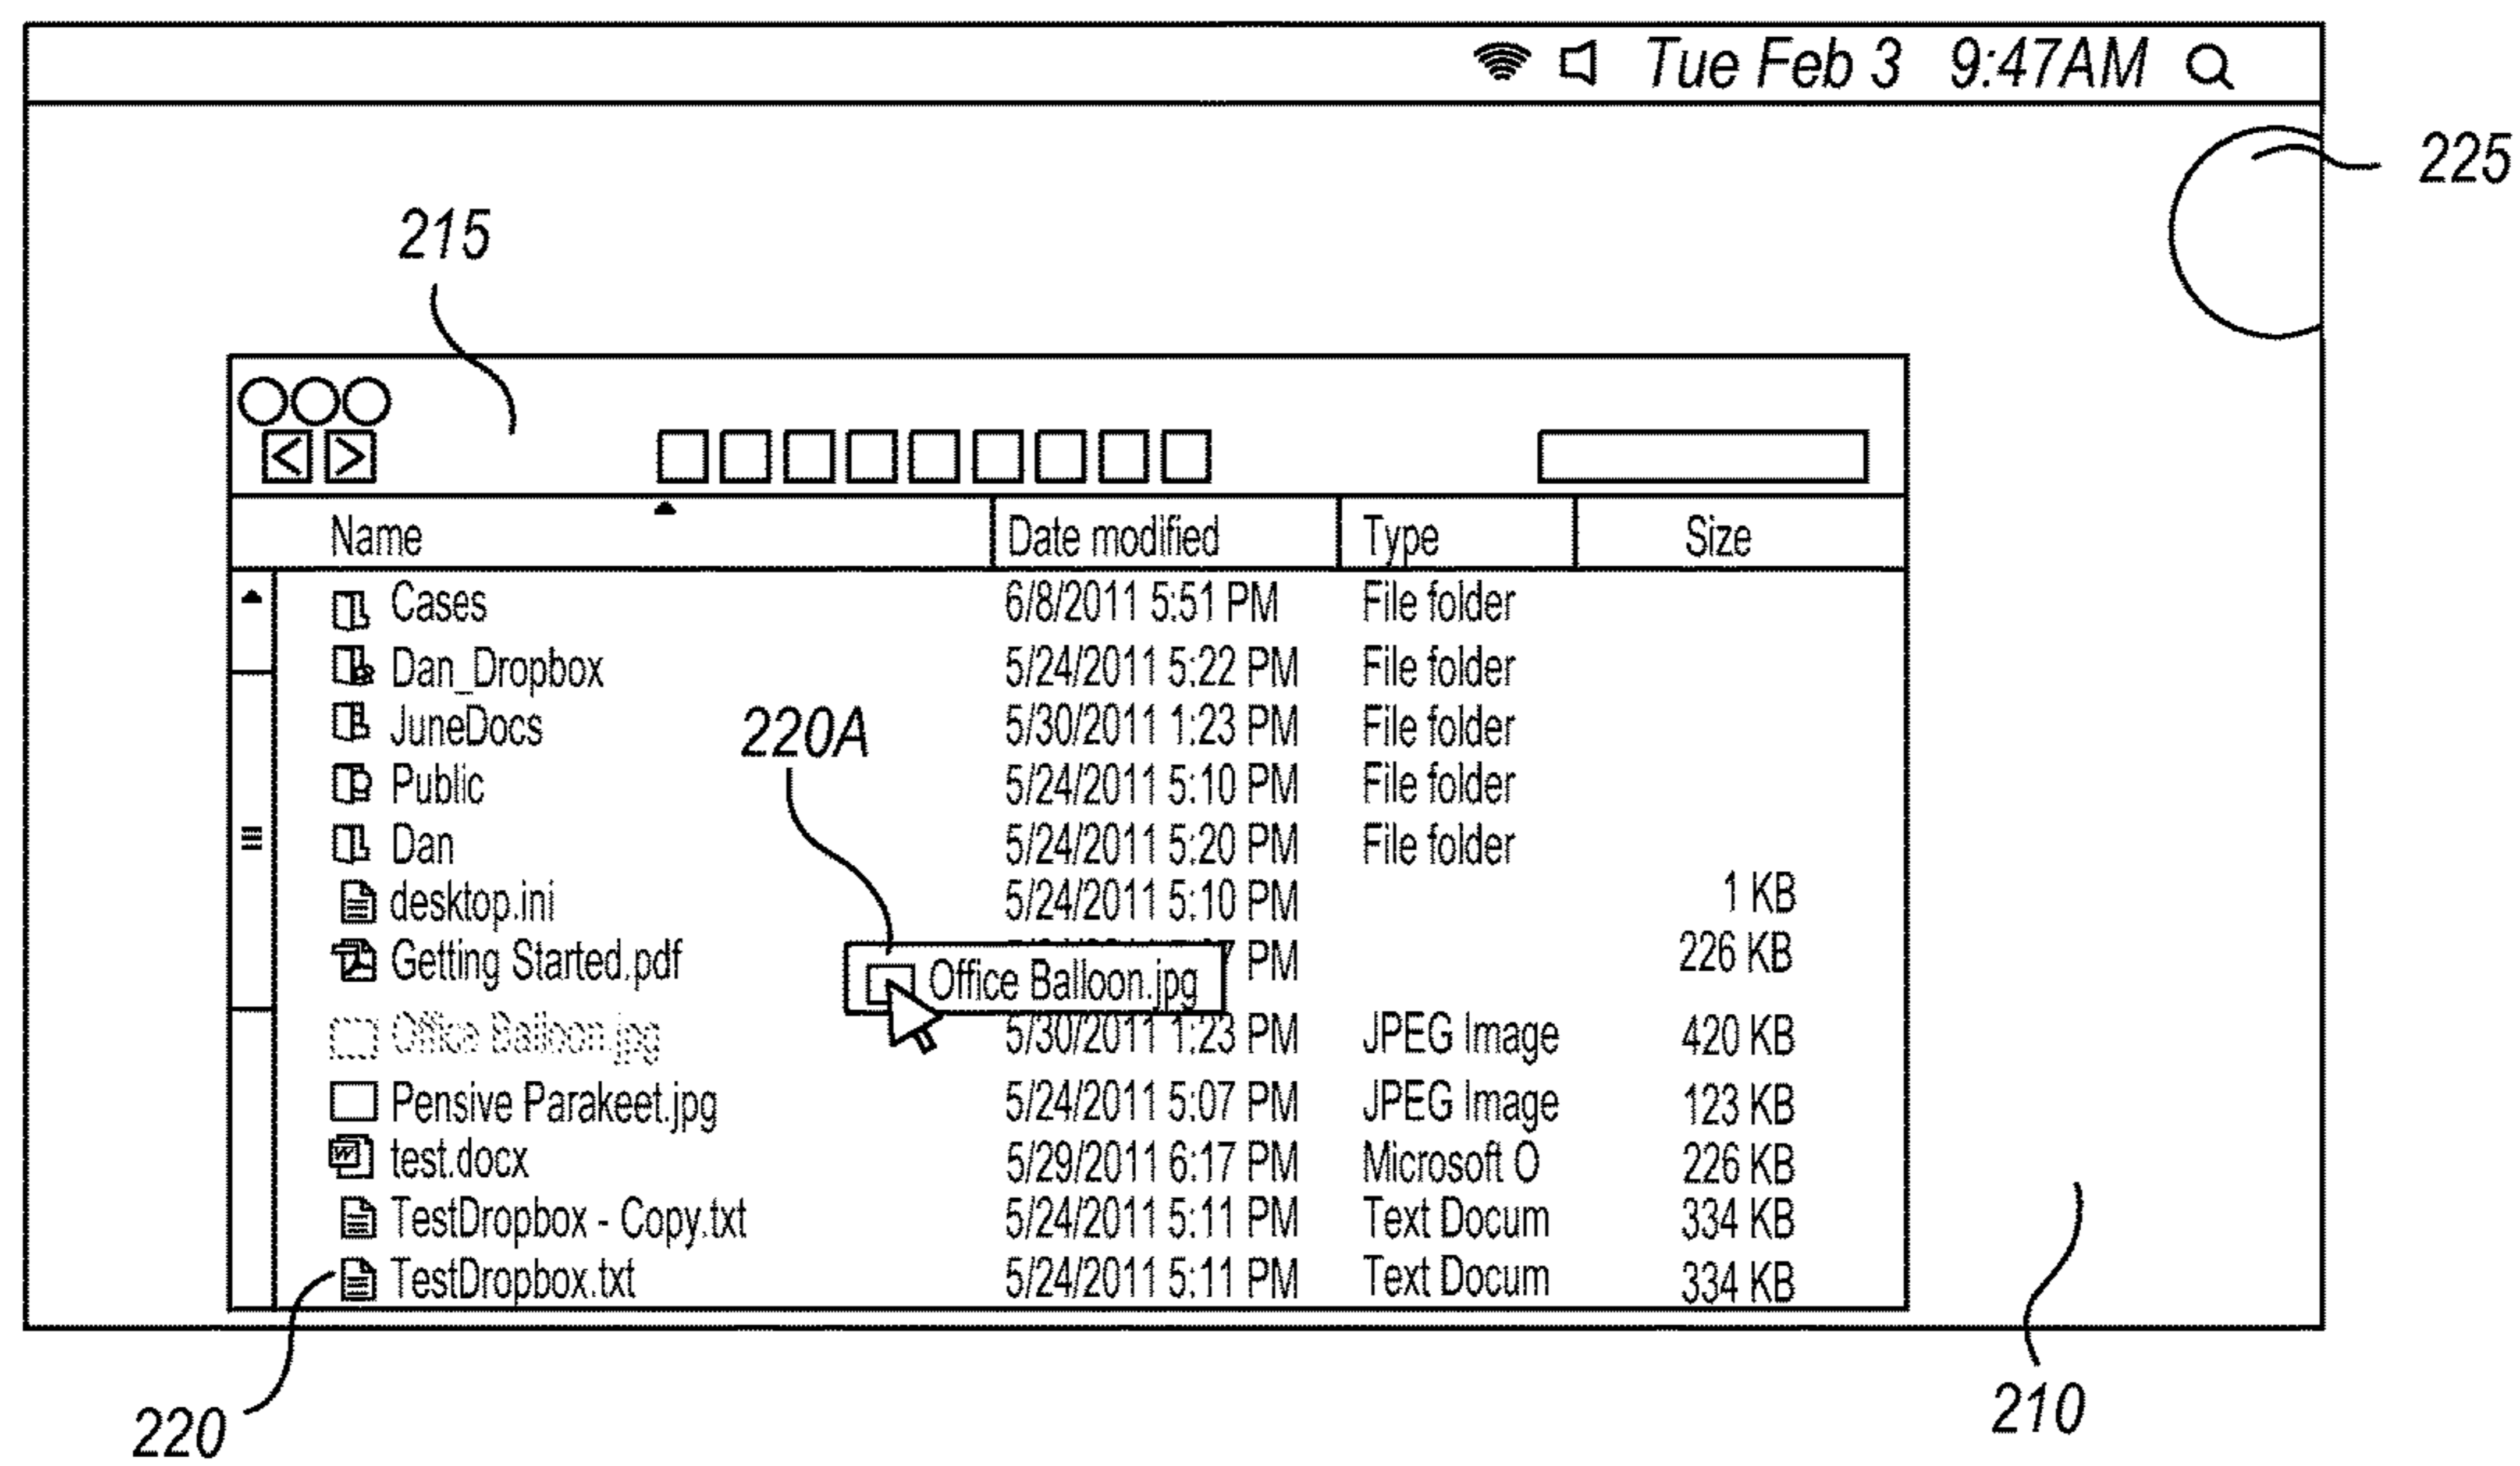 Tue Feb 3 9:47AM
225
215
< >
Name Date modified Type Size
Cases 6/8/2011 5:51 PM File folder
Dan_Dropbox 5/24/2011 5:22 PM File folder
JuneDocs 5/30/2011 1:23 PM File folder
220A
Public 5/24/2011 5:10 PM File folder
Dan 5/24/2011 5:20 PM File folder
desktop.ini 5/24/2011 5:10 PM 1 KB
Getting Started.pdf 7 PM 226 KB
Office Balloon.jpg
Office Balloon.jpg 5/30/2011 1:23 PM JPEG Image 420 KB
Pensive Parakeet.jpg 5/24/2011 5:07 PM JPEG Image 123 KB
test.docx 5/29/2011 6:17 PM Microsoft O 226 KB
TestDropbox - Copy.txt 5/24/2011 5:11 PM Text Docum 334 KB
TestDropbox.txt 5/24/2011 5:11 PM Text Docum 334 KB
220
210